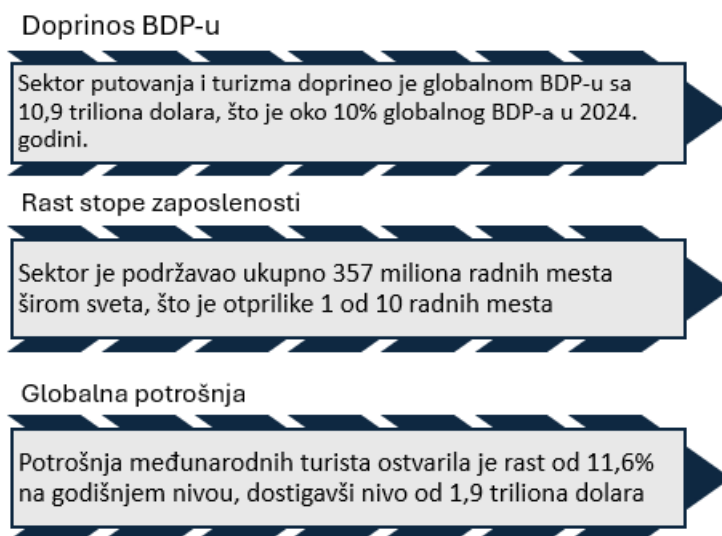 Doprinos BDP-u
Sektor putovanja i turizma doprineo je globalnom BDP-u sa
10,9 triliona dolara, što je oko 10% globalnog BDP-a u 2024.
godini.
Rast stope zaposlenosti
Sektor je podržavao ukupno 357 miliona radnih mesta
širom sveta, što je otprilike 1 od 10 radnih mesta
Globalna potrošnja
Potrošnja međunarodnih turista ostvarila je rast od 11,6%
na godišnjem nivou, dostigavši nivo od 1,9 triliona dolara